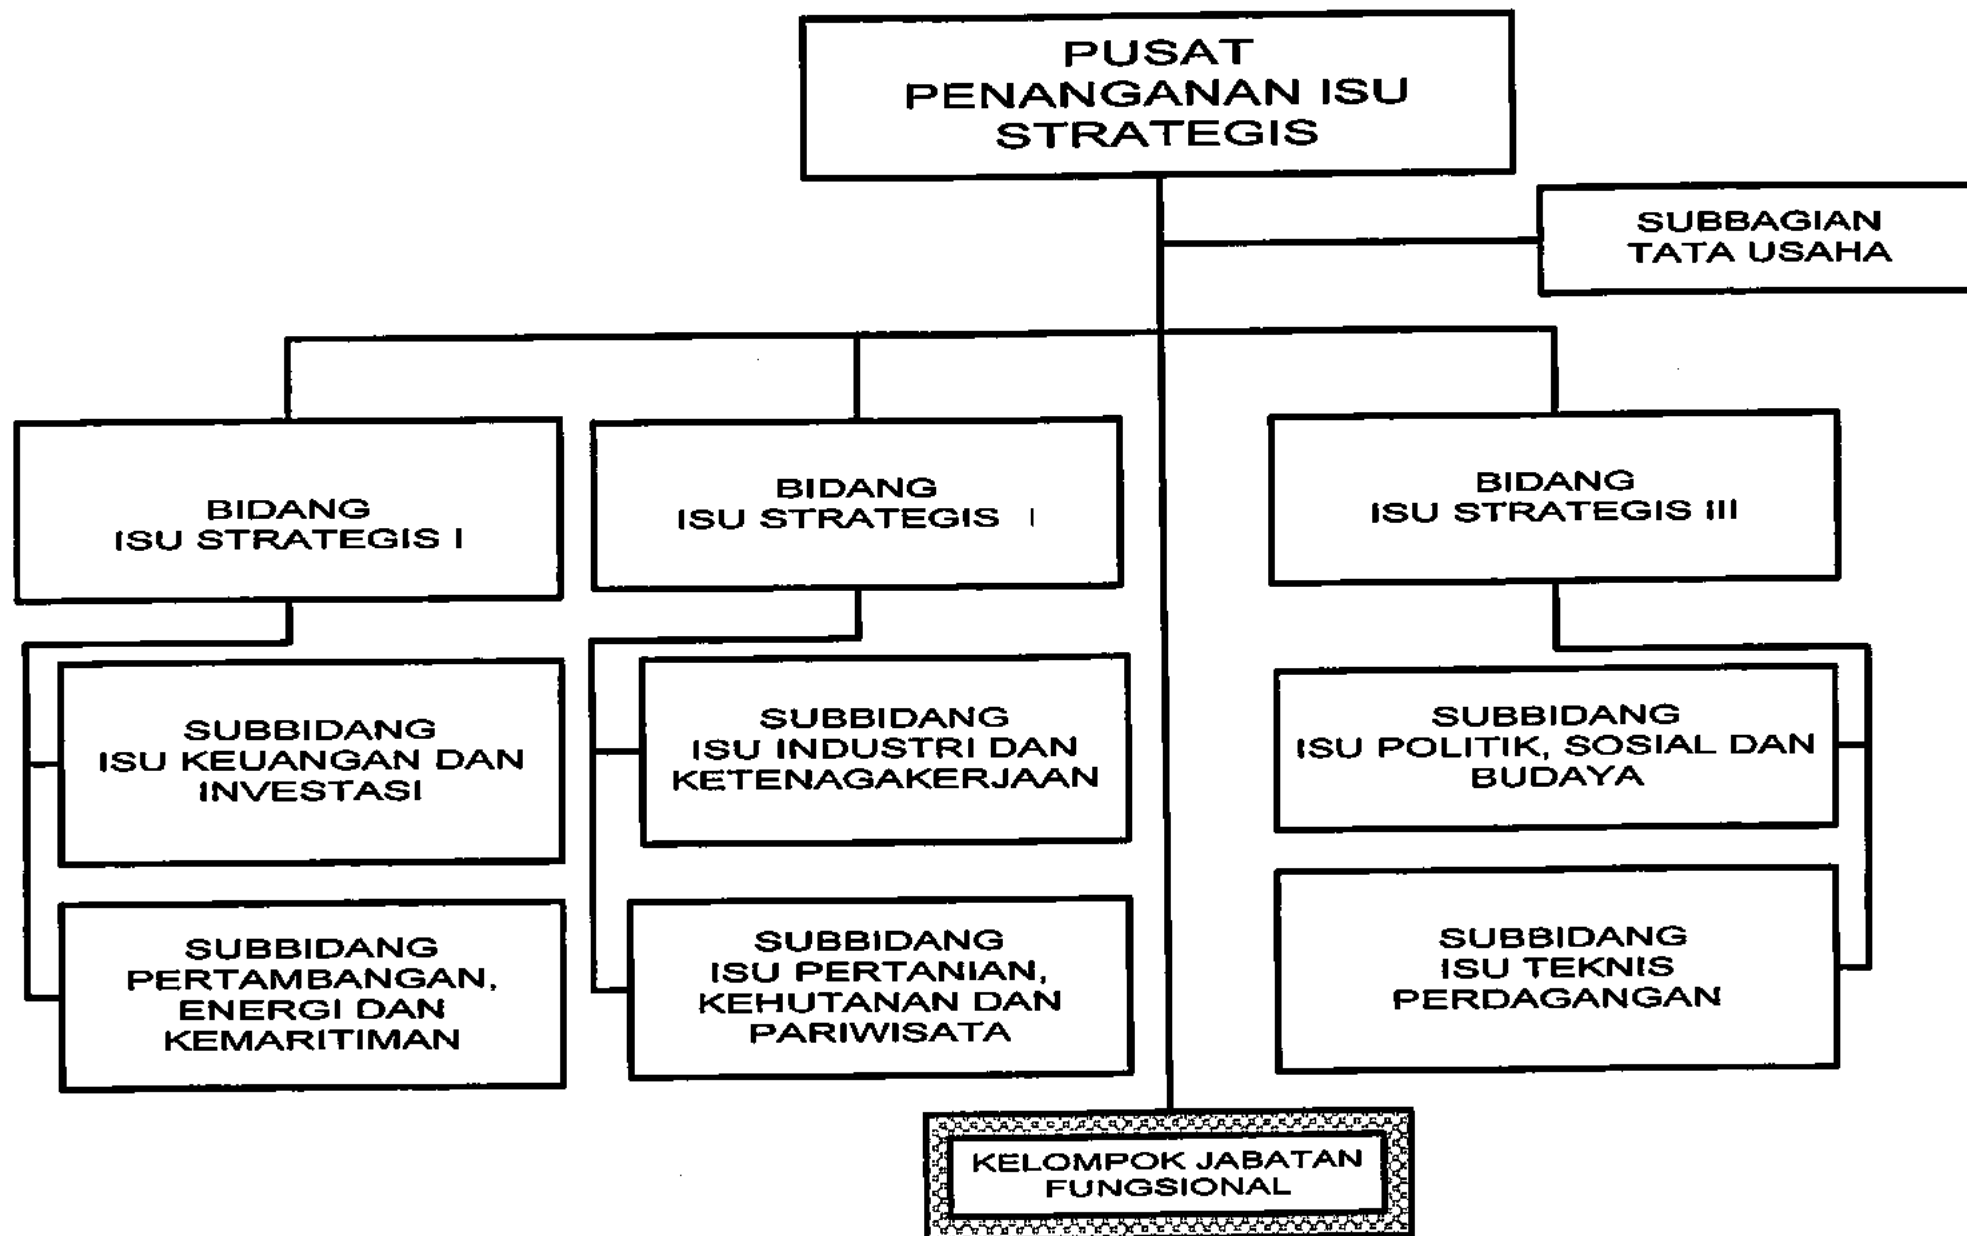 PUSAT
PENANGANAN ISU
STRATEGIS
SUBBAGIAN
TATA USAHA
BIDANG
ISU STRATEGIS I
BIDANG
ISU STRATEGIS I
BIDANG
ISU STRATEGIS III
SUBBIDANG
ISU KEUANGAN DAN
INVESTASI
SUBBIDANG
ISU INDUSTRI DAN
KETENAGAKERJAAN
SUBBIDANG
ISU POLITIK, SOSIAL DAN
BUDAYA
SUBBIDANG
PERTAMBANGAN,
ENERGI DAN
KEMARITIMAN
SUBBIDANG
ISU PERTANIAN,
KEHUTANAN DAN
PARIWISATA
SUBBIDANG
ISU TEKNIS
PERDAGANGAN
KELOMPOK JABATAN
FUNGSIONAL